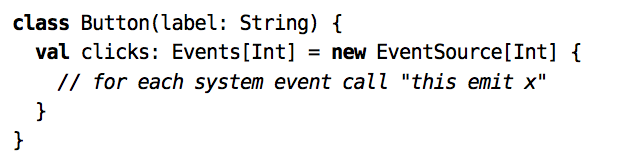 class Button(label: String) {
  val clicks: Events[Int] = new EventSource[Int] {
    // for each system event call "this emit x"
  }
}